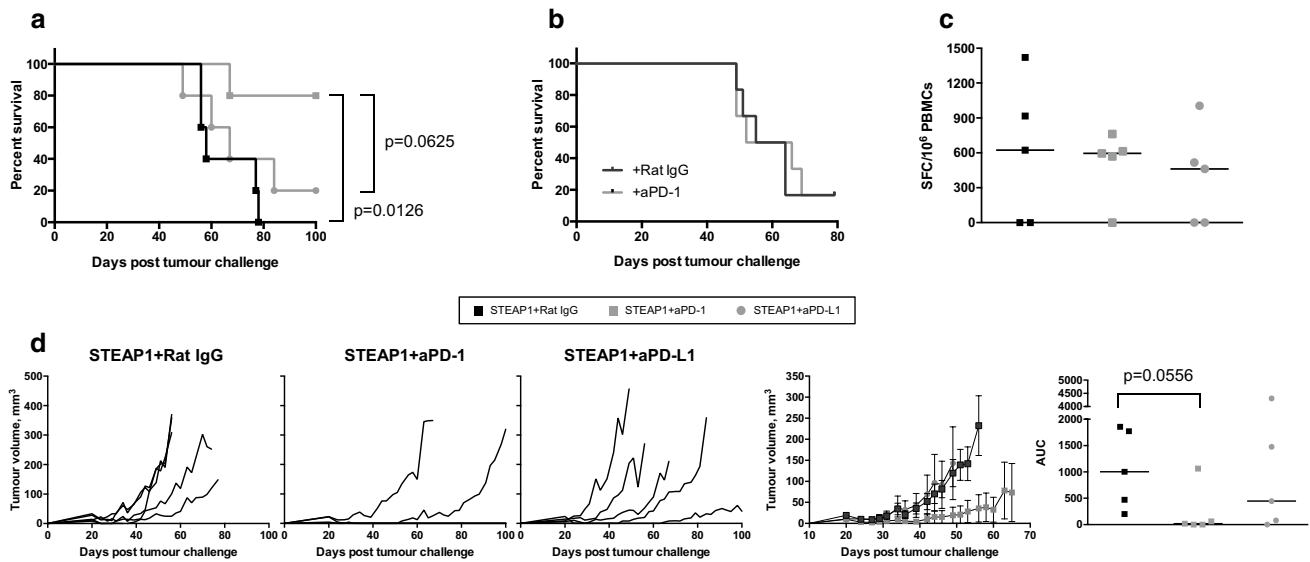 a
Percent survival
100
80
60
40
20
0
0 20 40 60 80 100
Days post tumour challenge
p=0.0625
p=0.0126
b
Percent survival
100
80
60
40
20
0
+Rat IgG
+aPD-1
0 20 40 60 80
Days post tumour challenge
c
SFC/10⁶ PBMCs
1500
1200
900
600
300
0
STEAP1+Rat IgG STEAP1+aPD-1 STEAP1+aPD-L1
d
STEAP1+Rat IgG
Tumour volume, mm³
500
400
300
200
100
0
0 20 40 60 80 100
Days post tumour challenge
STEAP1+aPD-1
0 20 40 60 80 100
Days post tumour challenge
STEAP1+aPD-L1
0 20 40 60 80 100
Days post tumour challenge
Tumour volume, mm³
350
300
250
200
150
100
50
0
10 20 30 40 50 60 70
Days post tumour challenge
AUC
5000
4500
4000
2000
1500
1000
500
0
p=0.0556